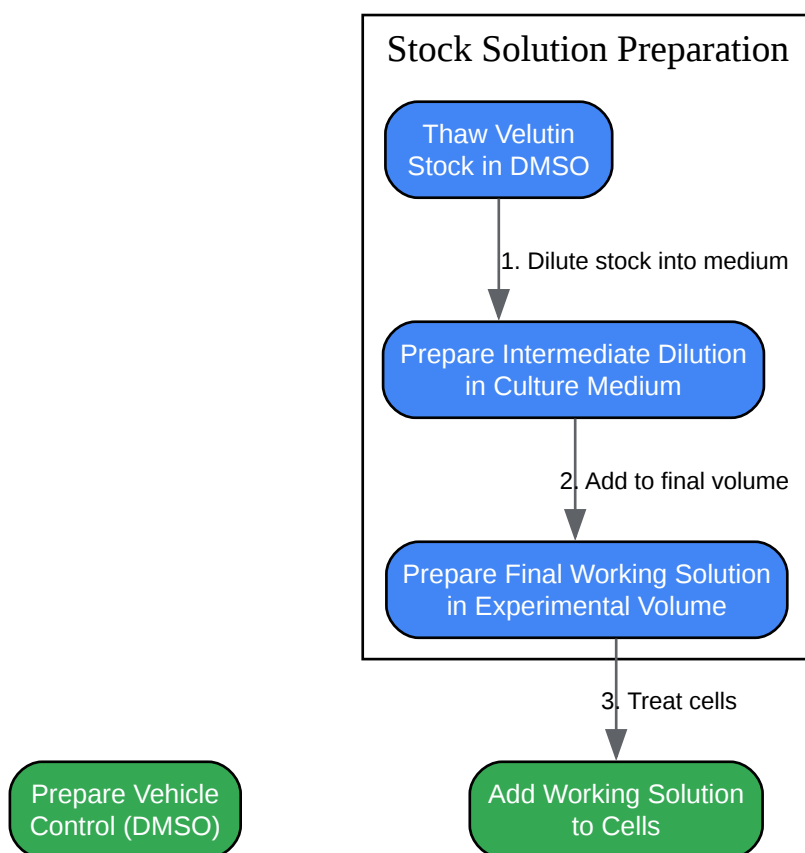 Stock Solution Preparation
Thaw Velutin
Stock in DMSO
1. Dilute stock into medium
Prepare Intermediate Dilution
in Culture Medium
2. Add to final volume
Prepare Final Working Solution
in Experimental Volume
3. Treat cells
Prepare Vehicle
Control (DMSO)
Add Working Solution
to Cells